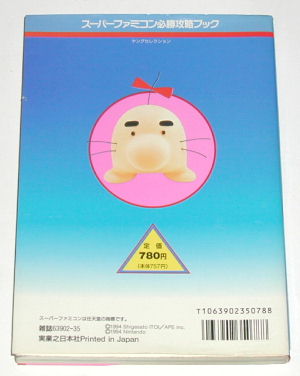 スーパーファミコン必勝攻略ブック
ヤングセレクション
定価
780円
(本体757円)
T1063902350788
スーパーファミコンは任天堂の商標です。
©1994 Shigesato ITOI/APE inc.
©1994 Nintendo
雑誌63902-35
実業之日本社Printed in Japan